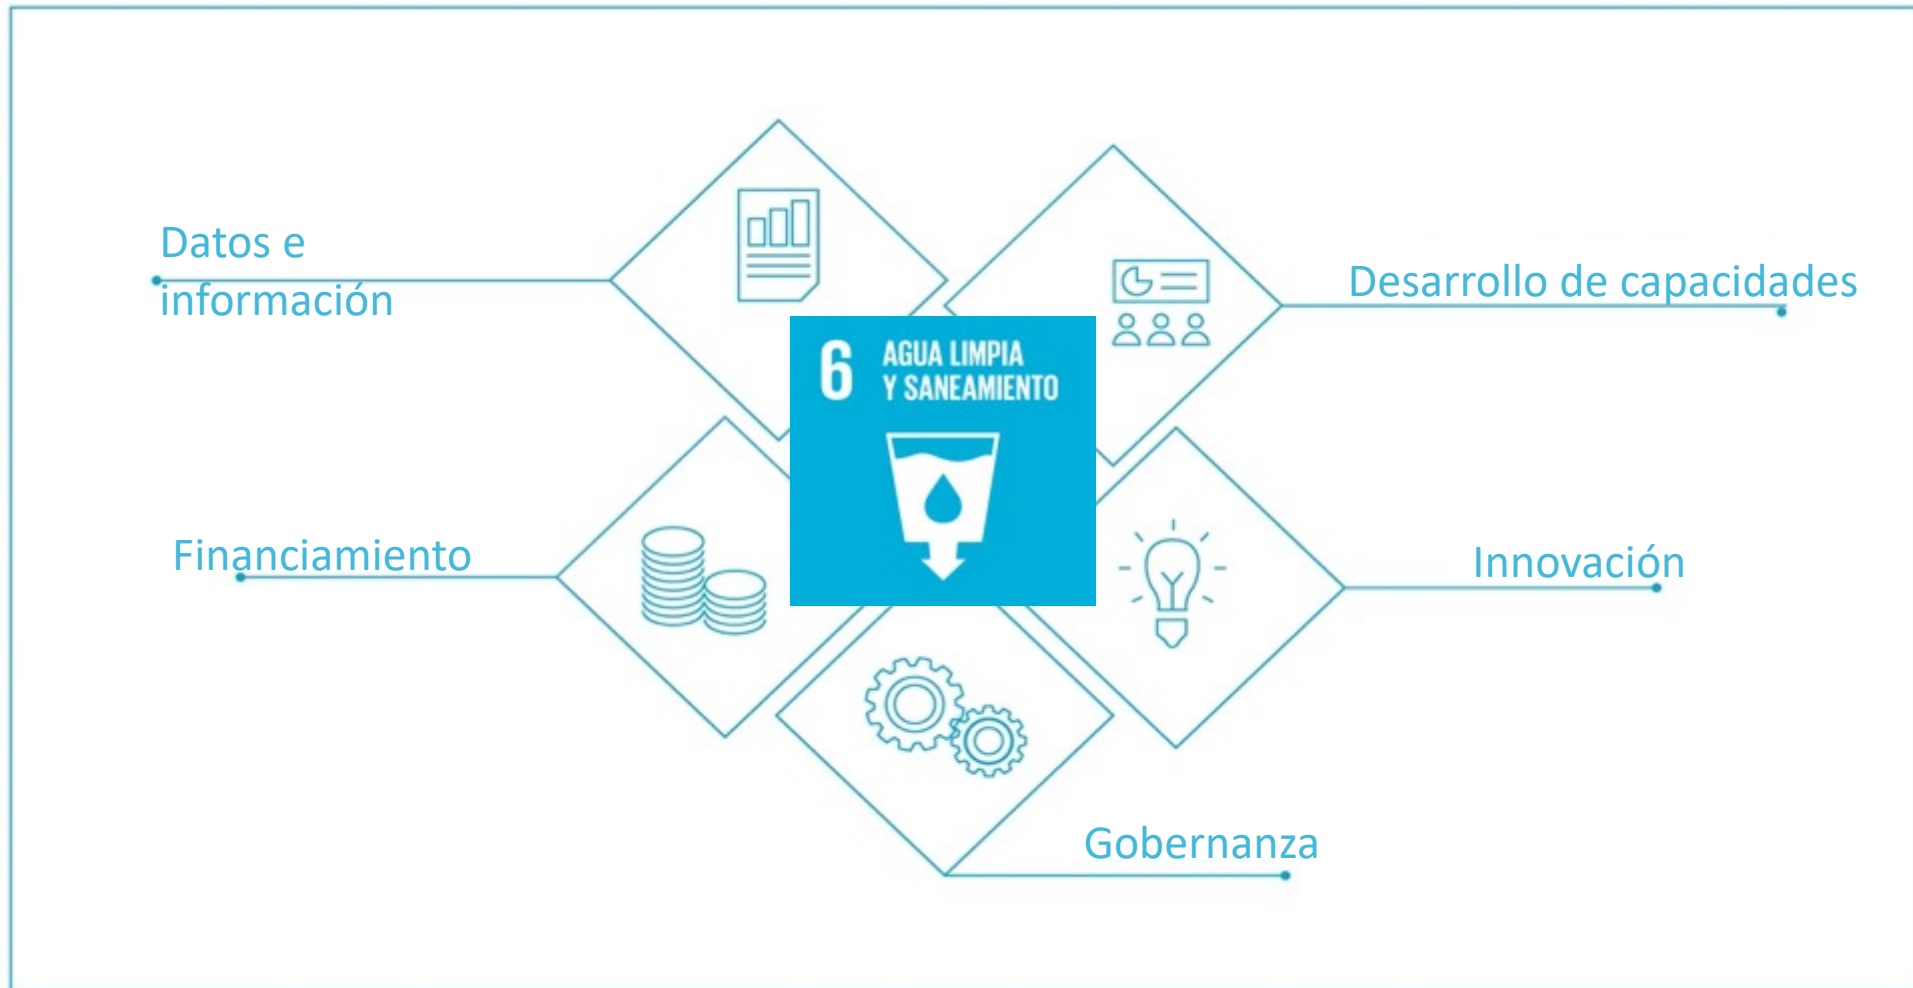 Datos e
información
Desarrollo de capacidades
6 AGUA LIMPIA
Y SANEAMIENTO
Financiamiento
Innovación
Gobernanza